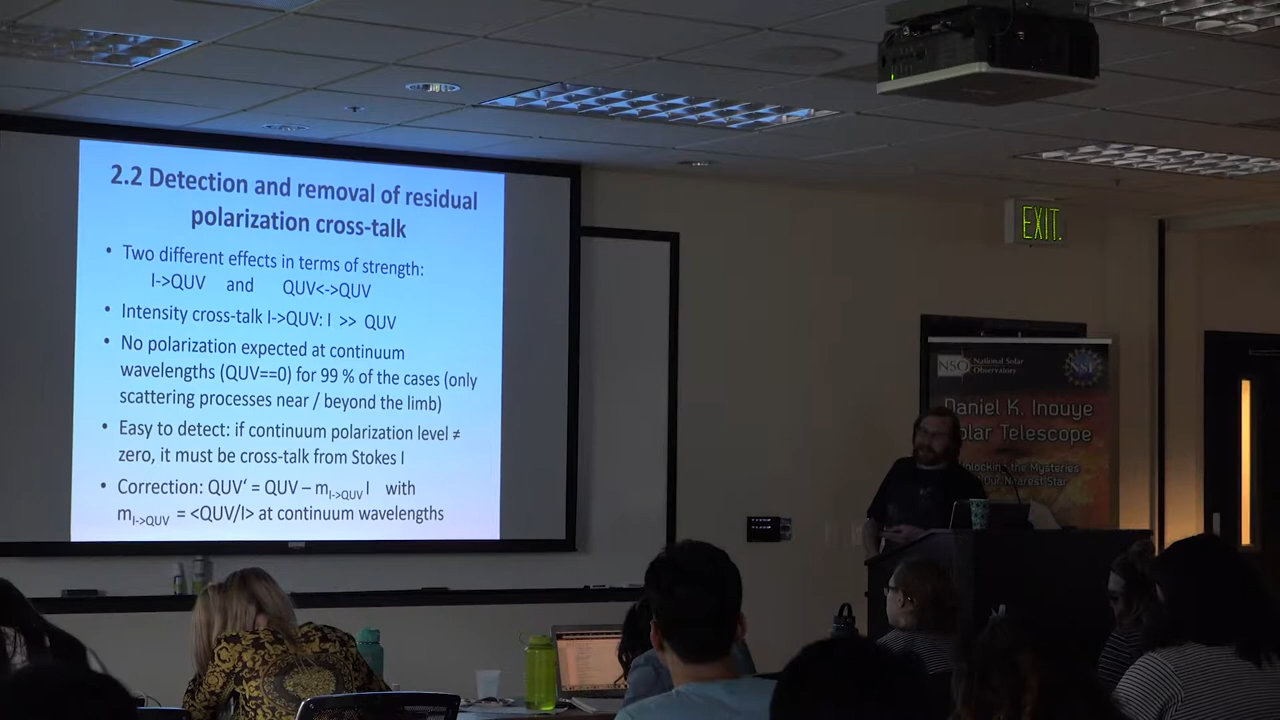 2.2 Detection and removal of residual
polarization cross-talk
• Two different effects in terms of strength:
I->QUV and QUV<->QUV
• Intensity cross-talk I->QUV: I >> QUV
• No polarization expected at continuum
wavelengths (QUV==0) for 99 % of the cases (only
scattering processes near / beyond the limb)
• Easy to detect: if continuum polarization level ≠
zero, it must be cross-talk from Stokes I
• Correction: QUV‘ = QUV – mI->QUV I with
mI->QUV = <QUV/I> at continuum wavelengths
EXIT
NSO National Solar
Observatory
NSF
Daniel K. Inouye
olar Telescope
nlocking the Mysteries
Our Nearest Star